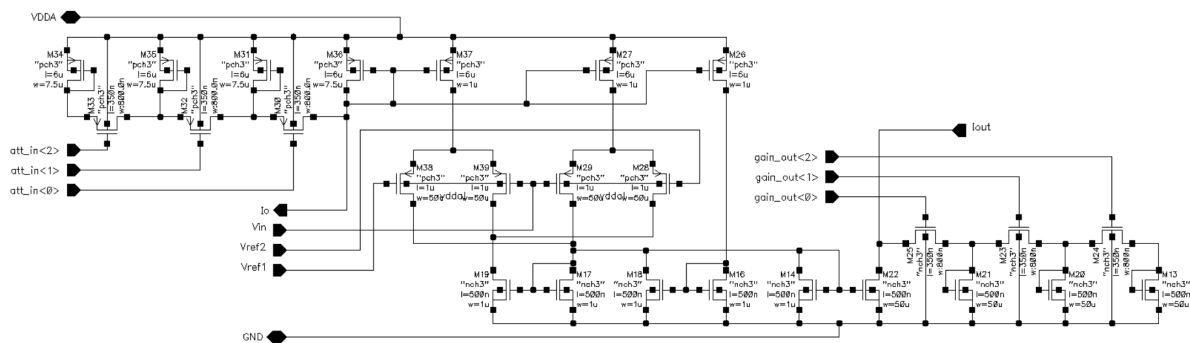 VDDA
M34
"pch3"
l=6u
w=7.5u
M35
"pch3"
l=6u
w=7.5u
M31
"pch3"
l=6u
w=7.5u
M36
"pch3"
l=6u
w=7.5u
M37
"pch3"
l=6u
w=1u
M27
"pch3"
l=6u
w=1u
M26
"pch3"
l=6u
w=1u
M33
"pch3"
l=350n
w:800.0n
M32
"pch3"
l=350n
w:800.0n
M30
"pch3"
l=350n
w:800.0n
att_in<2>
att_in<1>
att_in<0>
Io
Vin
Vref2
Vref1
M38
"pch3"
l=1u
w=50u
M39
"pch3"
l=1u
w=50u
vdda!
M29
"pch3"
l=1u
w=50u
M28
"pch3"
l=1u
w=50u
vdda!
Iout
gain_out<2>
gain_out<1>
gain_out<0>
M25
"nch3"
l=350n
w:800n
M23
"nch3"
l=350n
w:800n
M24
"nch3"
l=350n
w:800n
M19
"nch3"
l=500n
w=1u
M17
"nch3"
l=500n
w=1u
M18
"nch3"
l=500n
w=1u
M16
"nch3"
l=500n
w=1u
M14
"nch3"
l=500n
w=1u
M22
"nch3"
l=500n
w=50u
M21
"nch3"
l=500n
w=50u
M20
"nch3"
l=500n
w=50u
M13
"nch3"
l=500n
w=50u
GND